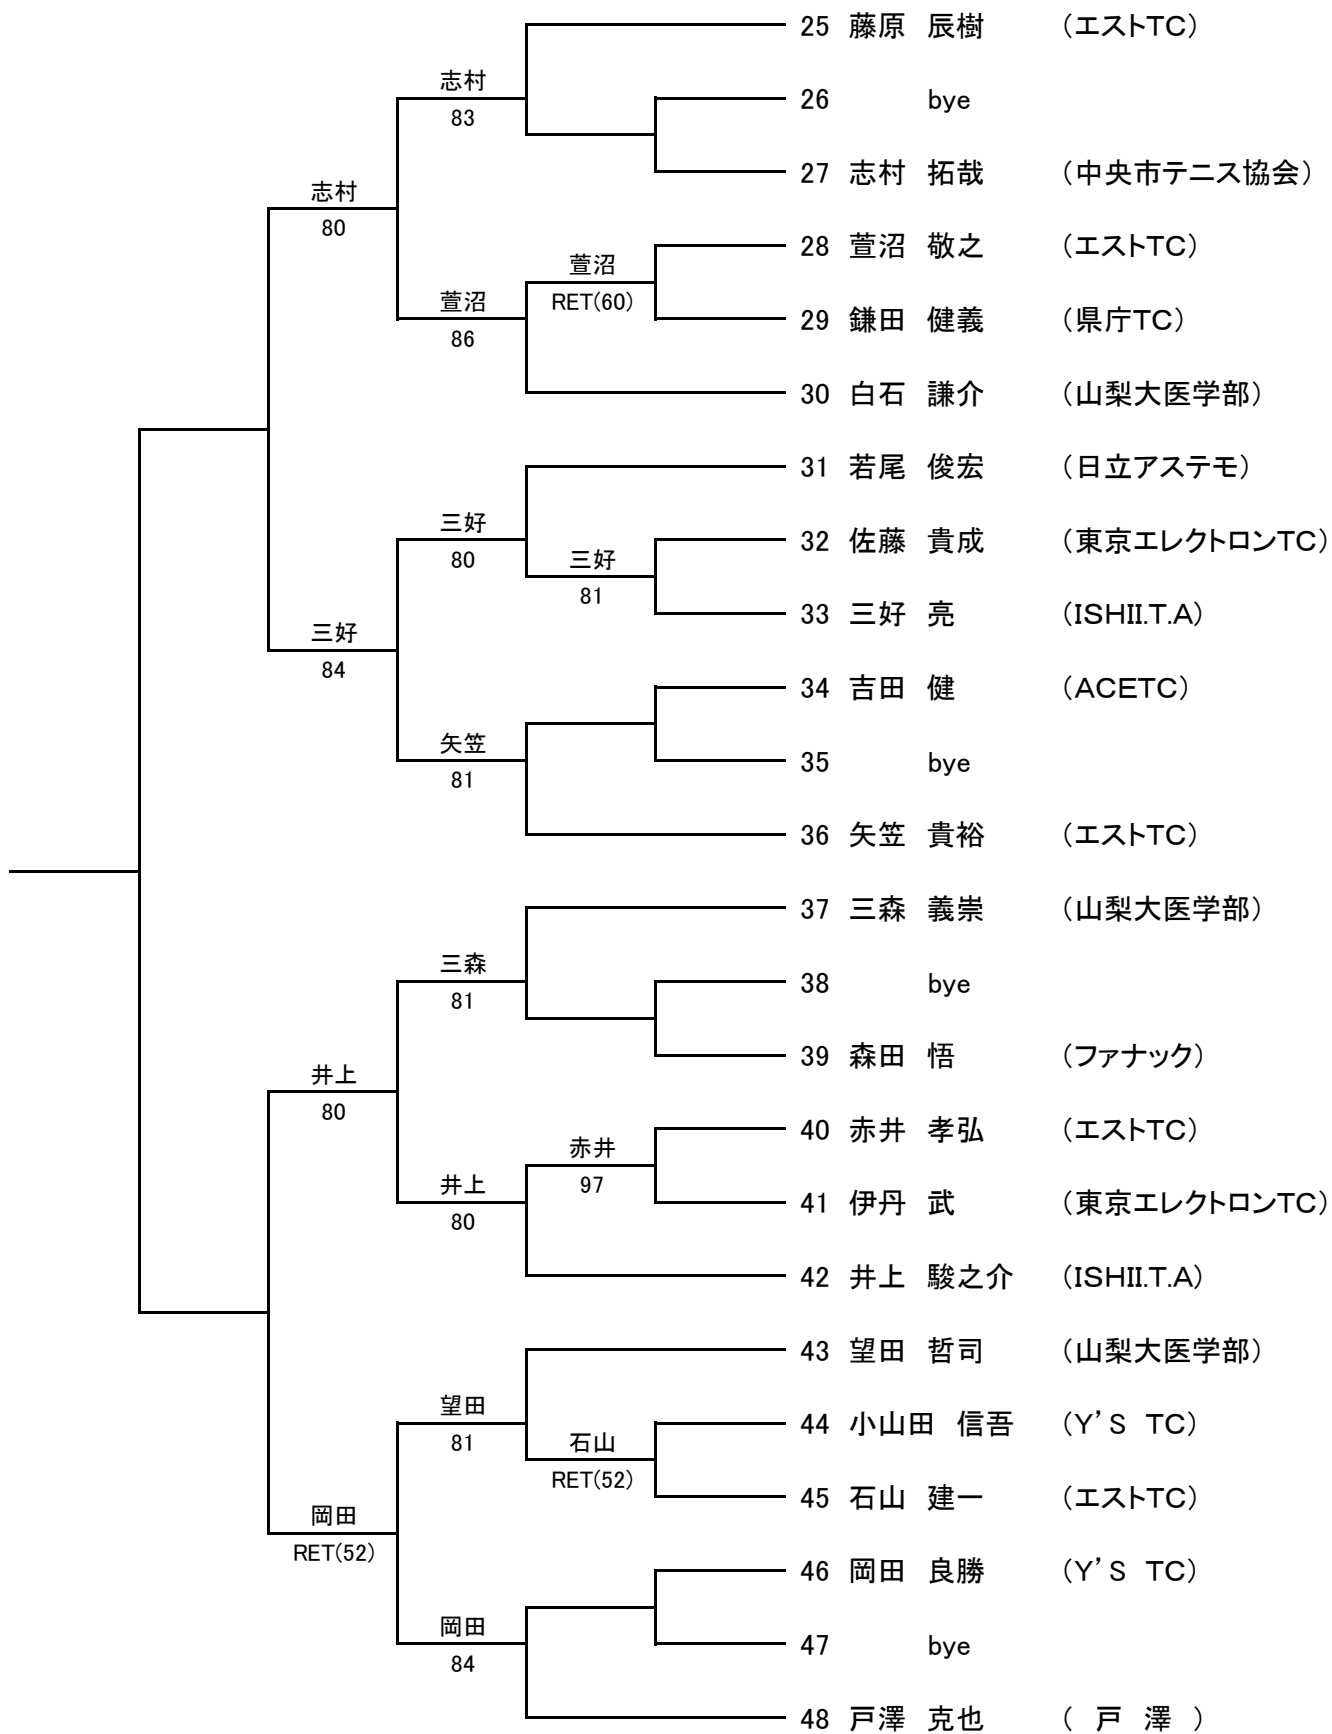 25 藤原 辰樹 (エストTC)
志村
83
26 bye
27 志村 拓哉 (中央市テニス協会)
志村
80
28 萱沼 敬之 (エストTC)
萱沼
RET(60)
萱沼
86
29 鎌田 健義 (県庁TC)
30 白石 謙介 (山梨大医学部)
31 若尾 俊宏 (日立アステモ)
三好
80
32 佐藤 貴成 (東京エレクトロンTC)
三好
81
33 三好 亮 (ISHII.T.A)
三好
84
34 吉田 健 (ACETC)
矢笠
81
35 bye
36 矢笠 貴裕 (エストTC)
37 三森 義崇 (山梨大医学部)
三森
81
38 bye
39 森田 悟 (ファナック)
井上
80
40 赤井 孝弘 (エストTC)
赤井
97
井上
80
41 伊丹 武 (東京エレクトロンTC)
42 井上 駿之介 (ISHII.T.A)
43 望田 哲司 (山梨大医学部)
望田
81
44 小山田 信吾 (Y'S TC)
石山
RET(52)
45 石山 建一 (エストTC)
岡田
RET(52)
46 岡田 良勝 (Y'S TC)
岡田
84
47 bye
48 戸澤 克也 ( 戸 澤 )